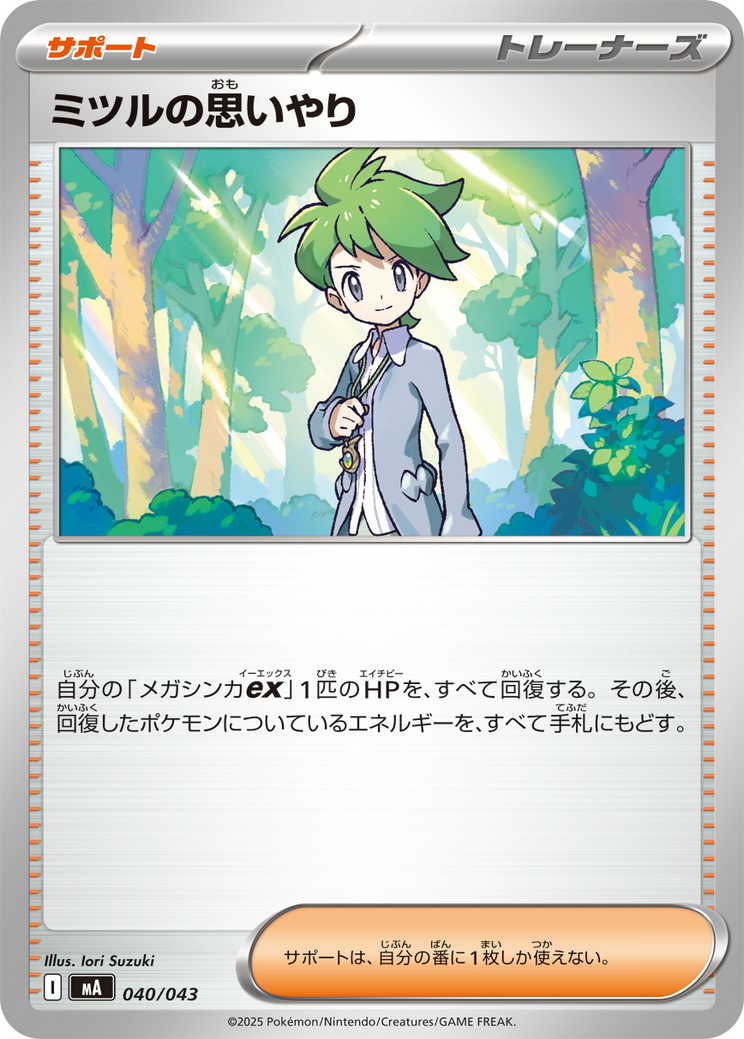 サポート トレーナーズ
おも
ミツルの思いやり
じぶん イーエックス びき エイチピー かいふく ご
自分の「メガシンカex」1匹のHPを、すべて回復する。その後、
かいふく てふだ
回復したポケモンについているエネルギーを、すべて手札にもどす。
じぶん ばん まい つか
サポートは、自分の番に1枚しか使えない。
Illus. Iori Suzuki
I MA 040/043
©2025 Pokémon/Nintendo/Creatures/GAME FREAK.